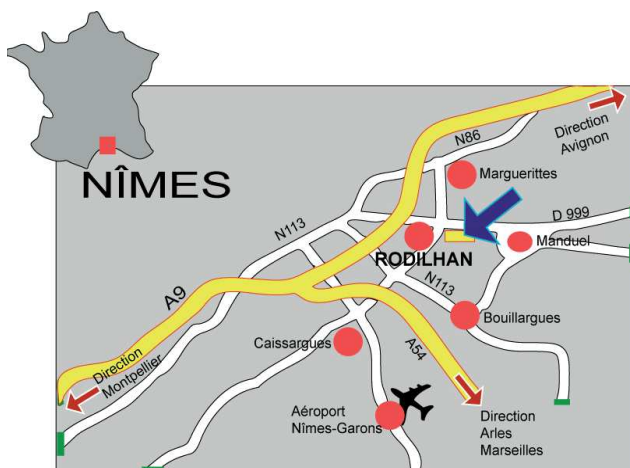 NÎMES
Direction
Avignon
N86
Marguerittes
D 999
N113
RODILHAN
Manduel
N113
A9
Bouillargues
Caissargues
A54
Direction
Montpellier
Aéroport
Nîmes-Garons
Direction
Arles
Marseilles